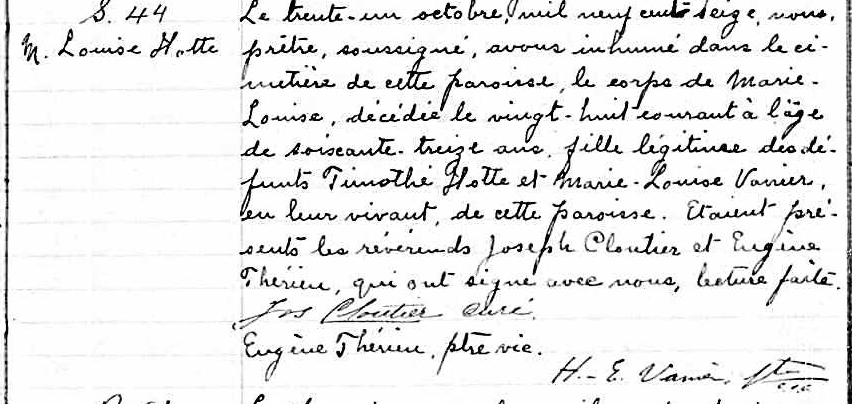 S. 44
M. Louise Hotte
Le trente-un octobre, mil neuf cent seize, nous,
prêtre, soussigné, avons inhumé dans le ci-
metière de cette paroisse, le corps de Marie-
Louise, décédée le vingt-huit courant à l'âge
de soixante-treize ans, fille légitime des dé-
funts Timothé Hotte et Marie-Louise Vanier,
en leur vivant, de cette paroisse. Etaient pré-
sents les révérends Joseph Cloutier et Eugène
Thérien, qui ont signé avec nous, lecture faite.
Jos Cloutier curé.
Eugène Thérien, ptre vic.
H.-E. Vanier, ptre